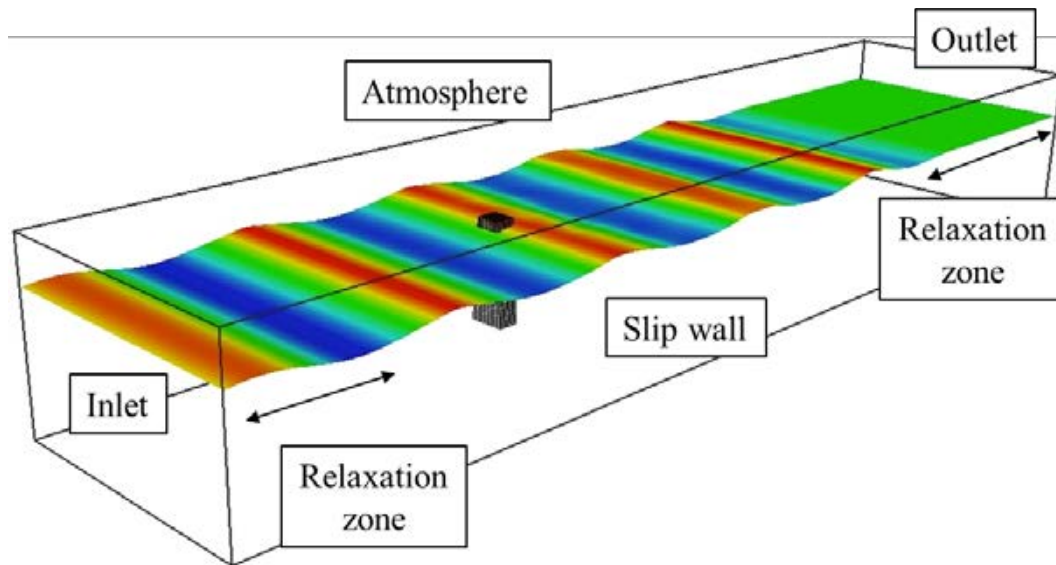 Outlet
Atmosphere
Relaxation
zone
Slip wall
Inlet
Relaxation
zone